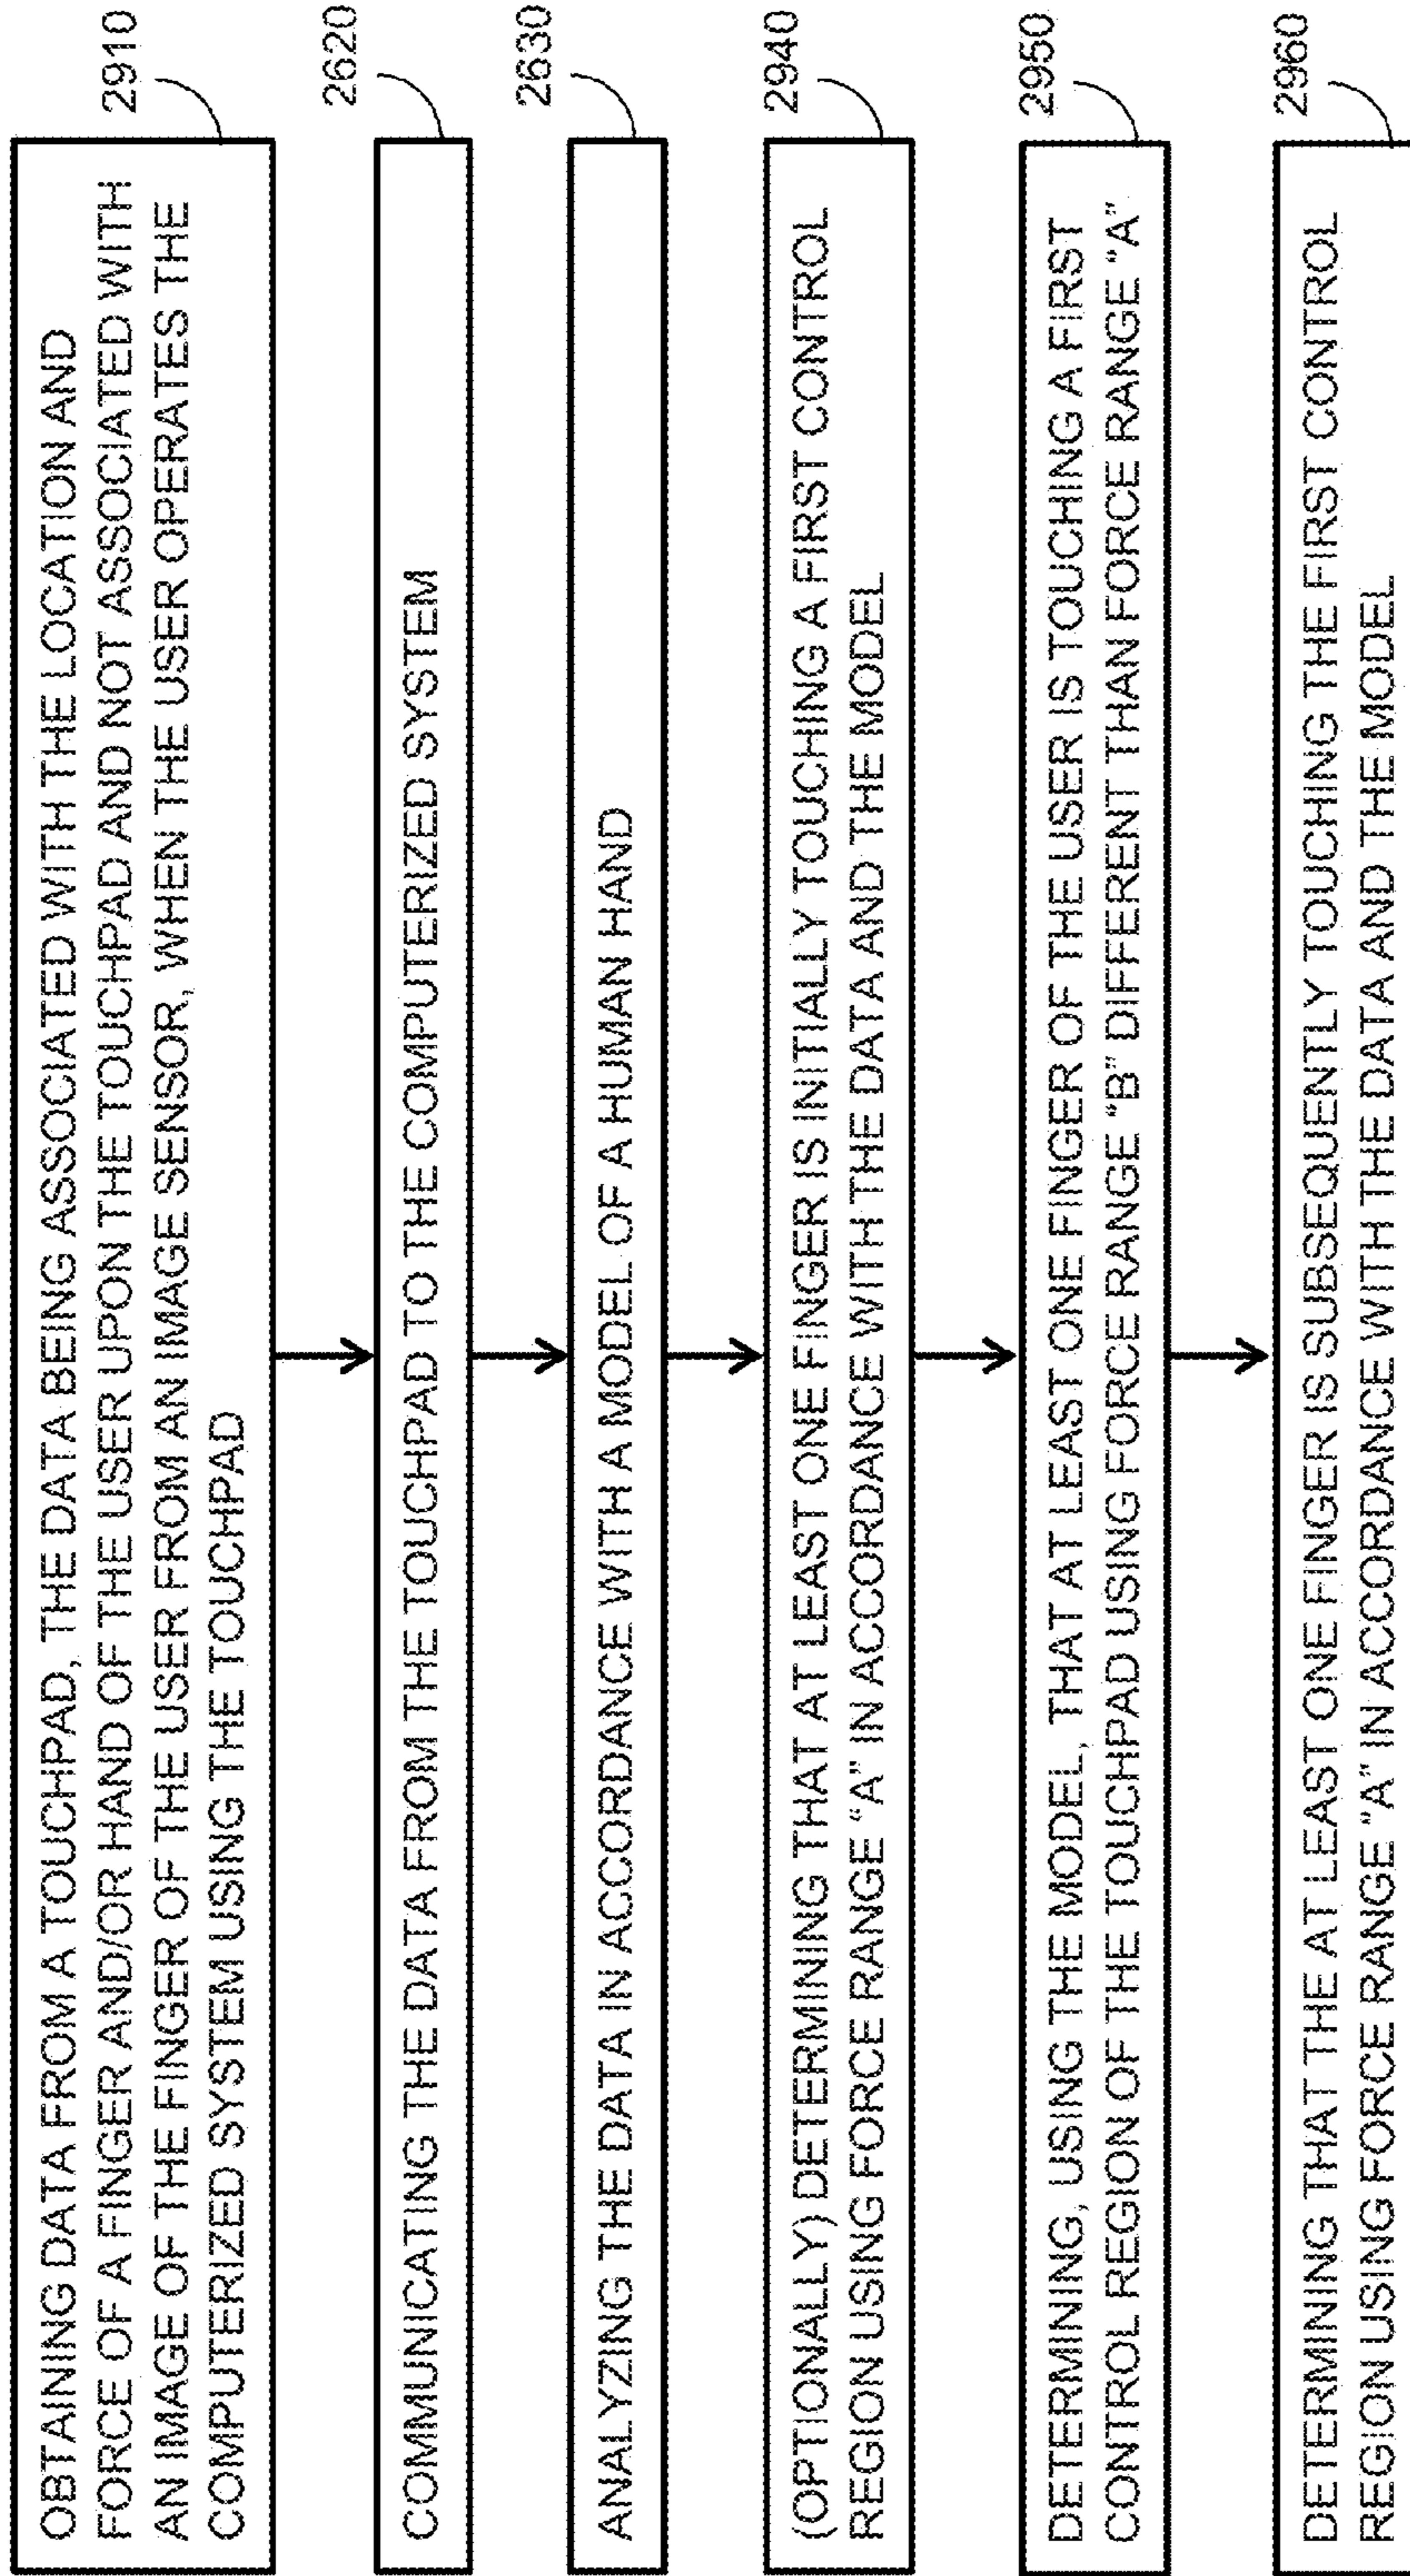 OBTAINING DATA FROM A TOUCHPAD, THE DATA BEING ASSOCIATED WITH THE LOCATION AND
FORCE OF A FINGER AND/OR HAND OF THE USER UPON THE TOUCHPAD AND NOT ASSOCIATED WITH
AN IMAGE OF THE FINGER OF THE USER FROM AN IMAGE SENSOR, WHEN THE USER OPERATES THE
COMPUTERIZED SYSTEM USING THE TOUCHPAD
2910
COMMUNICATING THE DATA FROM THE TOUCHPAD TO THE COMPUTERIZED SYSTEM
2620
ANALYZING THE DATA IN ACCORDANCE WITH A MODEL OF A HUMAN HAND
2630
(OPTIONALLY) DETERMINING THAT AT LEAST ONE FINGER IS INITIALLY TOUCHING A FIRST CONTROL
REGION USING FORCE RANGE "A" IN ACCORDANCE WITH THE DATA AND THE MODEL
2940
DETERMINING, USING THE MODEL, THAT AT LEAST ONE FINGER OF THE USER IS TOUCHING A FIRST
CONTROL REGION OF THE TOUCHPAD USING FORCE RANGE "B" DIFFERENT THAN FORCE RANGE "A"
2950
DETERMINING THAT THE AT LEAST ONE FINGER IS SUBSEQUENTLY TOUCHING THE FIRST CONTROL
REGION USING FORCE RANGE "A" IN ACCORDANCE WITH THE DATA AND THE MODEL
2960